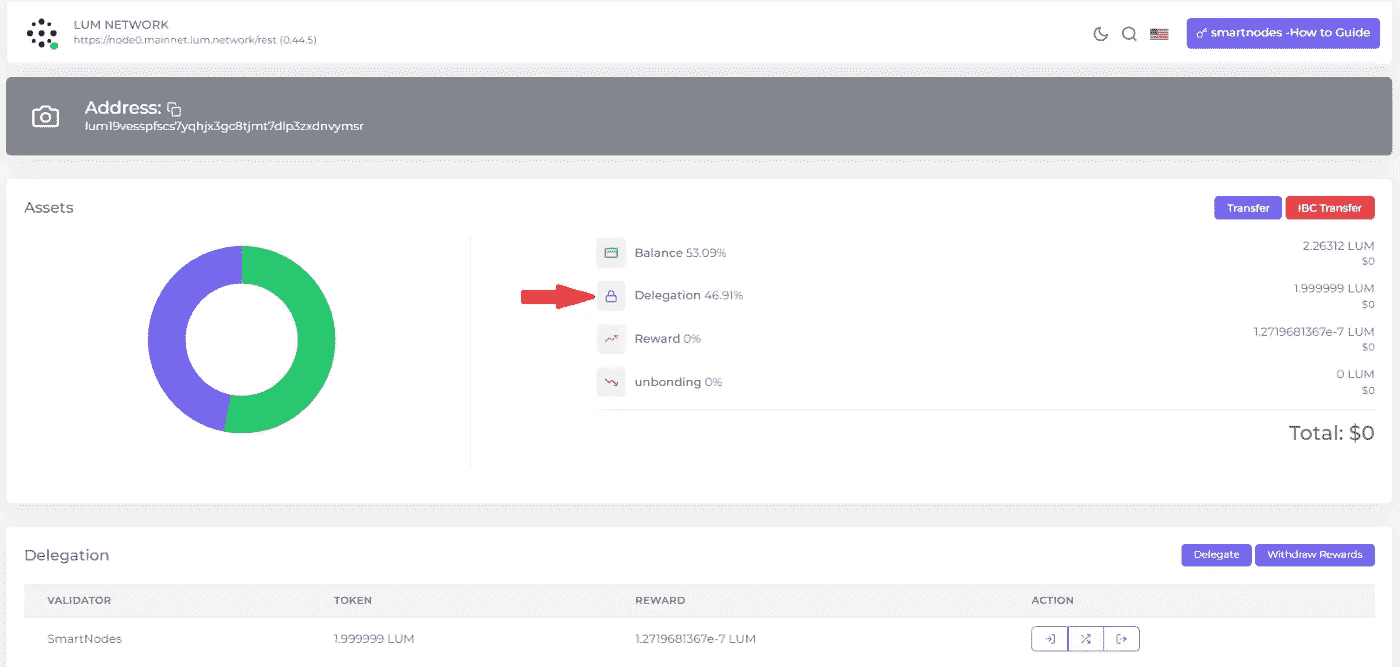 LUM NETWORK
https://node0.mainnet.lum.network/rest (0.44.5)
smartnodes -How to Guide
Address:
lum19vesspfscs7yqhjx3gc8tjmt7dlp3zxdnvymsr
Assets
Transfer
IBC Transfer
Balance 53.09%
2.26312 LUM
$0
Delegation 46.91%
1.999999 LUM
$0
Reward 0%
1.2719681367e-7 LUM
$0
unbonding 0%
0 LUM
$0
Total: $0
Delegation
Delegate
Withdraw Rewards
VALIDATOR TOKEN REWARD ACTION
SmartNodes 1.999999 LUM 1.2719681367e-7 LUM